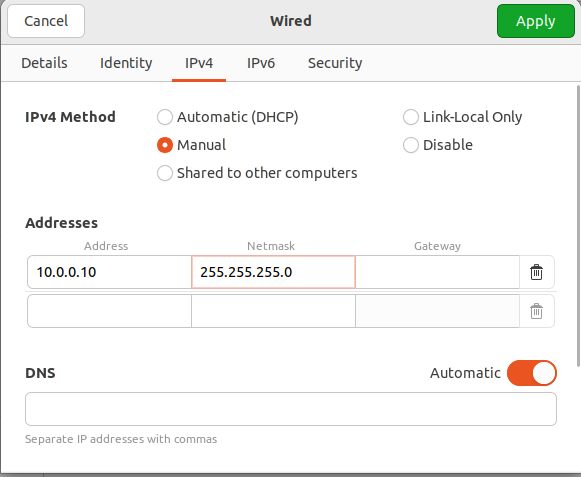 Cancel Wired Apply
Details Identity IPv4 IPv6 Security
IPv4 Method Automatic (DHCP) Link-Local Only
Manual Disable
Shared to other computers
Addresses
Address Netmask Gateway
10.0.0.10 255.255.255.0
DNS Automatic
Separate IP addresses with commas